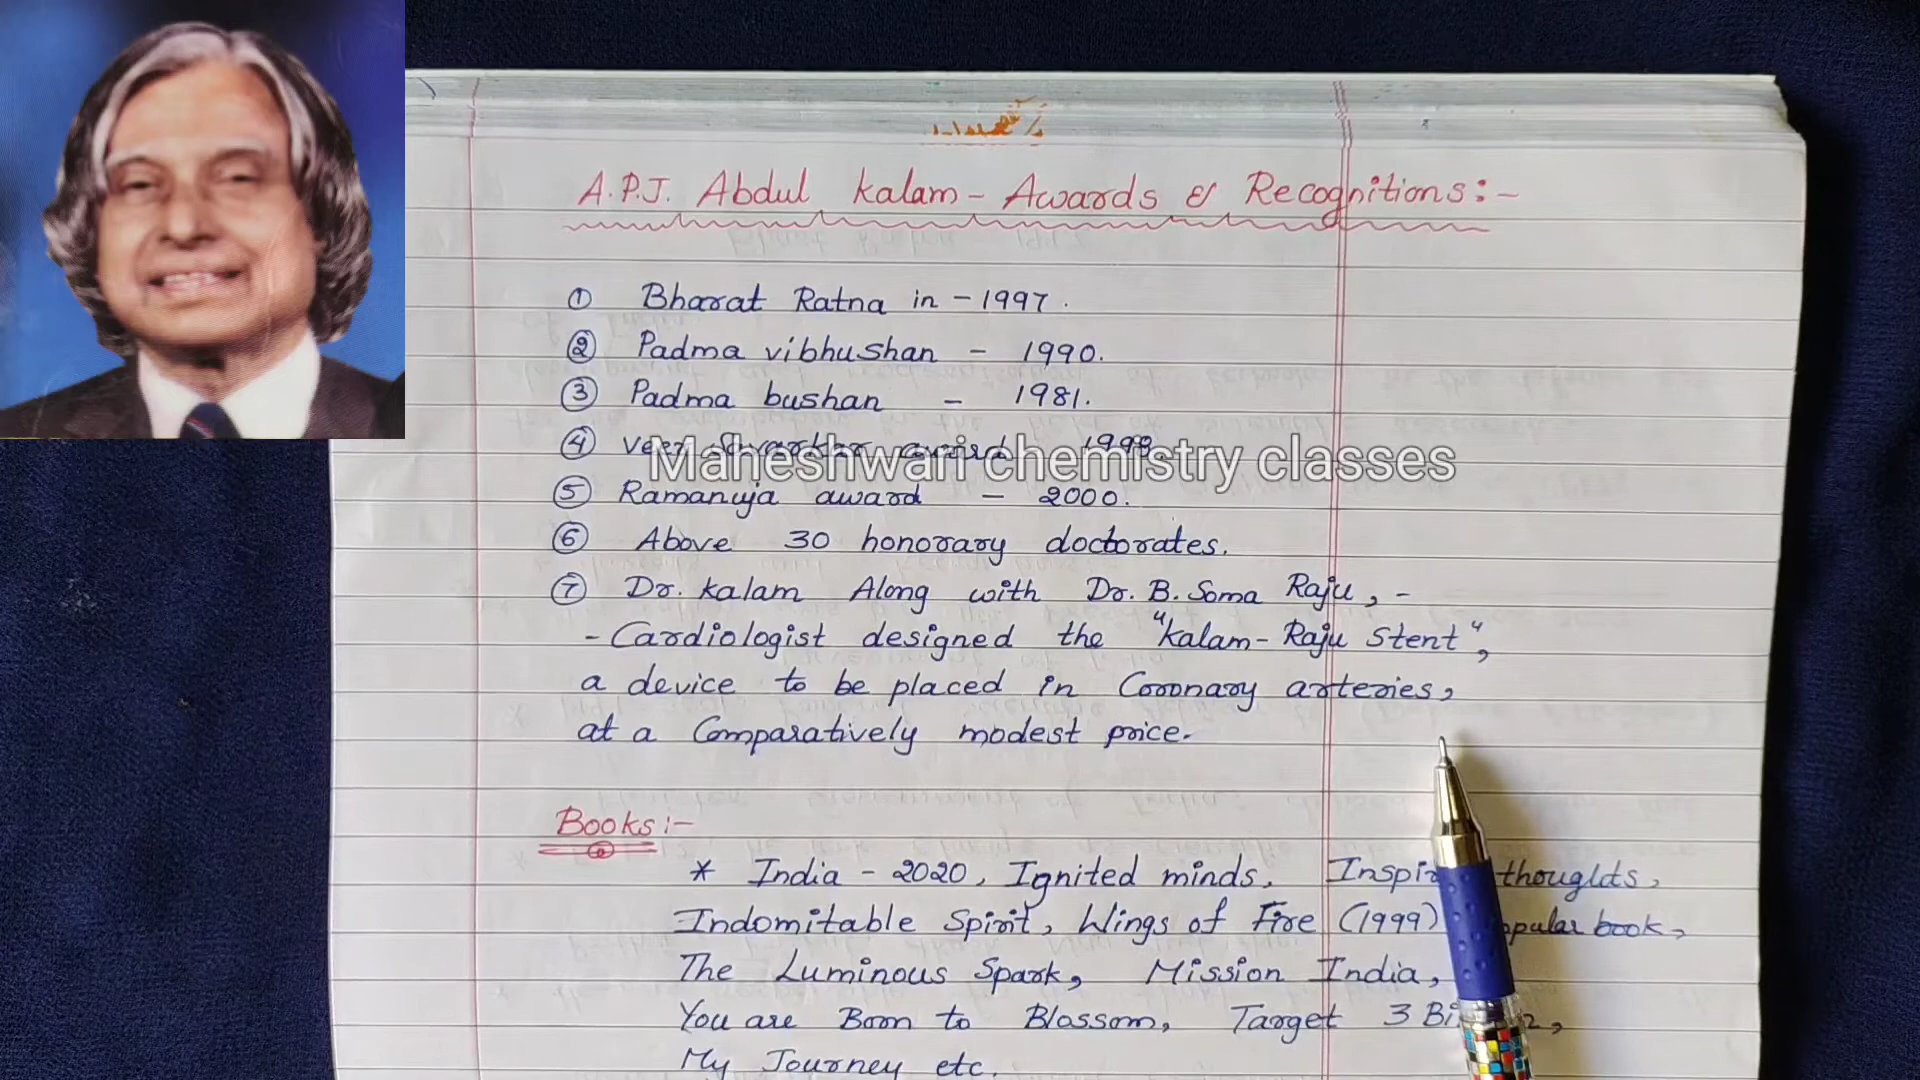 A.P.J. Abdul Kalam - Awards & Recognitions:-
① Bharat Ratna in - 1997.
② Padma vibhushan - 1990.
③ Padma bushan - 1981.
④ Veer award 1998
Maheshwari chemistry classes
⑤ Ramanuja award - 2000.
⑥ Above 30 honorary doctorates.
⑦ Dr. Kalam Along with Dr. B. Soma Raju, -
- Cardiologist designed the "Kalam-Raju Stent",
a device to be placed in Coronary arteries,
at a Comparatively modest price.
Books:-
* India - 2020, Ignited minds, thoughts,
Indomitable Spirit, Wings of Fire (1999) book,
The Luminous Spark, Mission India,
You are Born to Blossom, Target 3
My Journey etc.